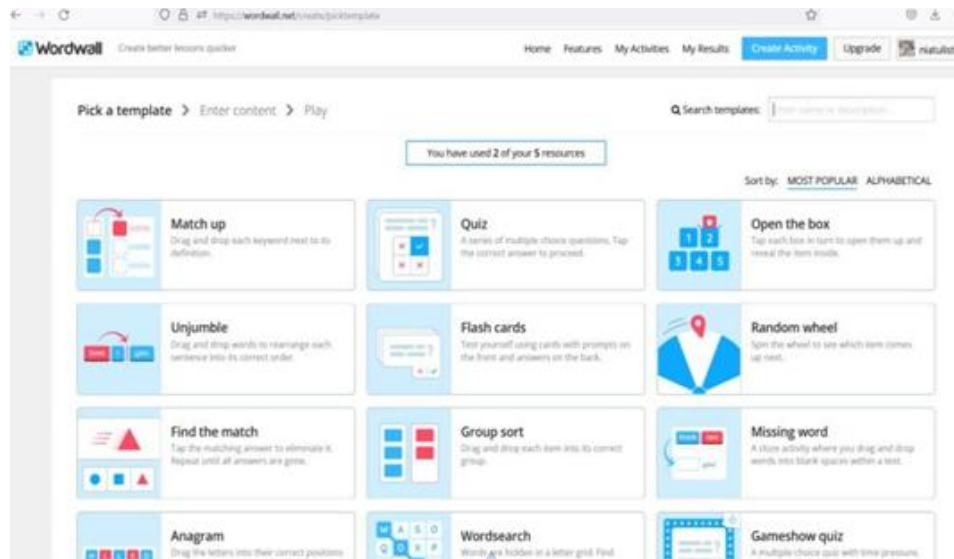 https://wordwall.net/create/picktemplate
Wordwall Create better lessons quicker Home Features My Activities My Results Create Activity Upgrade niatulist
Pick a template > Enter content > Play Search templates:
You have used 2 of your 5 resources
Sort by: MOST POPULAR ALPHABETICAL
Match up
Drag and drop each keyword next to its
definition.
Quiz
A series of multiple choice questions. Tap
the correct answer to proceed.
Open the box
Tap each box in turn to open them up and
reveal the item inside.
1 2
3 4 5
Unjumble
Drag and drop words to rearrange each
sentence into its correct order.
Flash cards
Test yourself using cards with prompts on
the front and answers on the back.
Random wheel
Spin the wheel to see which item comes
up next.
Find the match
Tap the matching answer to eliminate it.
Repeat until all answers are gone.
Group sort
Drag and drop each item into its correct
group.
Missing word
A cloze activity where you drag and drop
words into blank spaces within a text.
Anagram
Drag the letters into their correct positions
W A S O
Wordsearch
Words are hidden in a letter grid. Find
Gameshow quiz
A multiple choice quiz with time pressure,